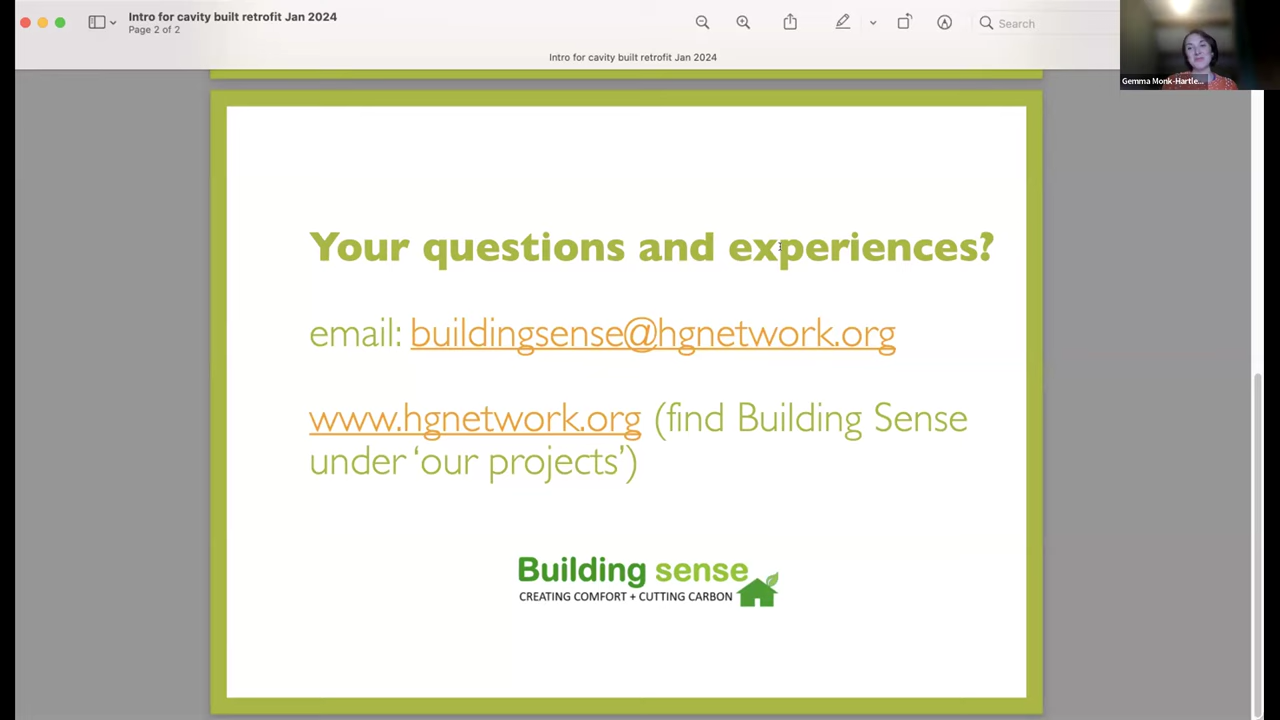 Intro for cavity built retrofit Jan 2024
Page 2 of 2
Search
Intro for cavity built retrofit Jan 2024
Gemma Monk-Hartle...
Your questions and experiences?
email: buildingsense@hgnetwork.org
www.hgnetwork.org (find Building Sense
under ‘our projects’)
Building sense
CREATING COMFORT + CUTTING CARBON